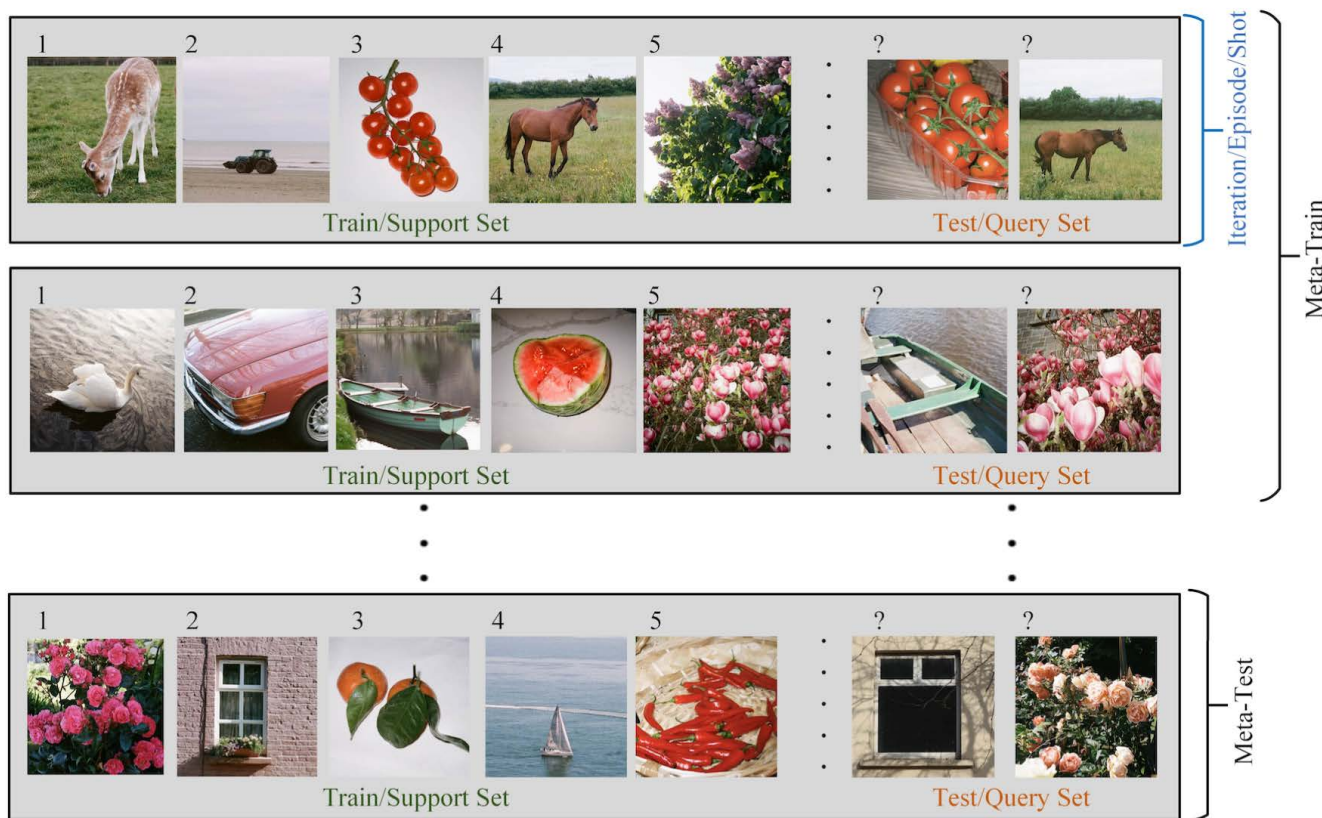 1 2 3 4 5 ? ?
Train/Support Set Test/Query Set
Iteration/Episode/Shot
1 2 3 4 5 ? ?
Train/Support Set Test/Query Set
Meta-Train
1 2 3 4 5 ? ?
Train/Support Set Test/Query Set
Meta-Test